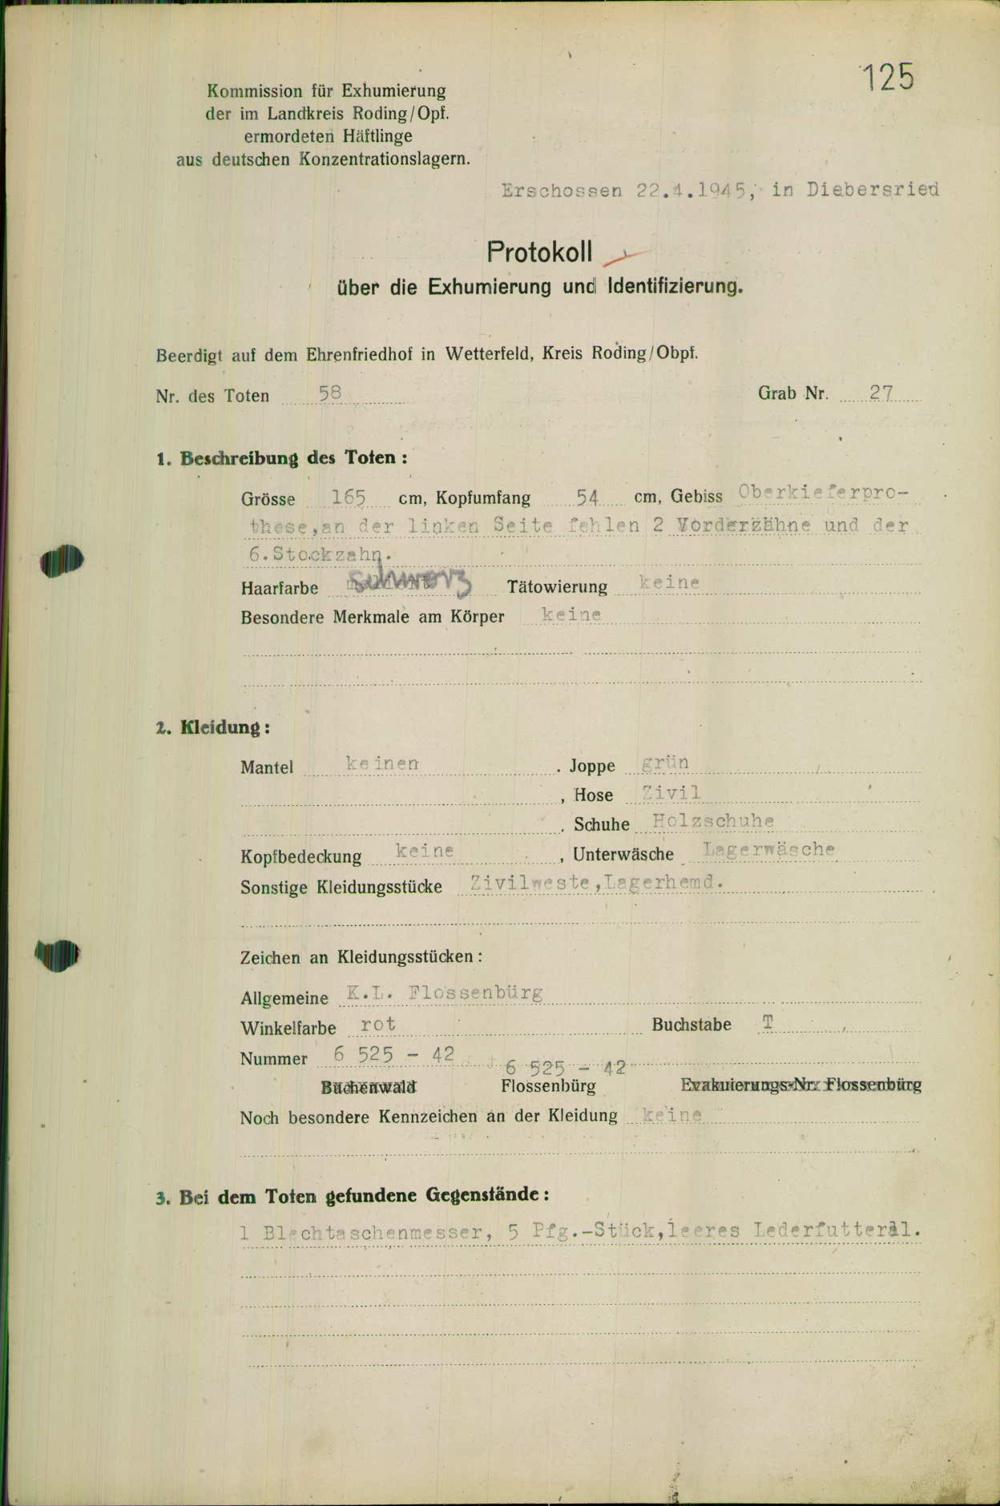 125
Kommission für Exhumierung
der im Landkreis Roding/Opf.
ermordeten Häftlinge
aus deutschen Konzentrationslagern.
Erschossen 22.4.1945, in Diebersried
Protokoll
über die Exhumierung und Identifizierung.
Beerdigt auf dem Ehrenfriedhof in Wetterfeld, Kreis Roding/Obpf.
Nr. des Toten 58 Grab Nr. 27
1. Beschreibung des Toten :
Grösse 165 cm, Kopfumfang 54 cm, Gebiss Oberkieferpro-
these,an der linken Seite fehlen 2 Vorderzähne und der
6.Stockzahn.
Haarfarbe schwarz Tätowierung keine
Besondere Merkmale am Körper keine
2. Kleidung :
Mantel keinen . Joppe grün
, Hose Zivil
. Schuhe Holzschuhe
Kopfbedeckung keine , Unterwäsche Lagerwäsche
Sonstige Kleidungsstücke Zivilweste,Lagerhemd.
Zeichen an Kleidungsstücken :
Allgemeine K.L. Flossenbürg
Winkelfarbe rot Buchstabe T
Nummer 6 525 - 42 6 525 - 42
Buchenwald Flossenbürg Evakuierungs-Nr. Flossenbürg
Noch besondere Kennzeichen an der Kleidung keine
3. Bei dem Toten gefundene Gegenstände :
1 Blechtaschenmesser, 5 Pfg.-Stück,leeres Lederfutteral.